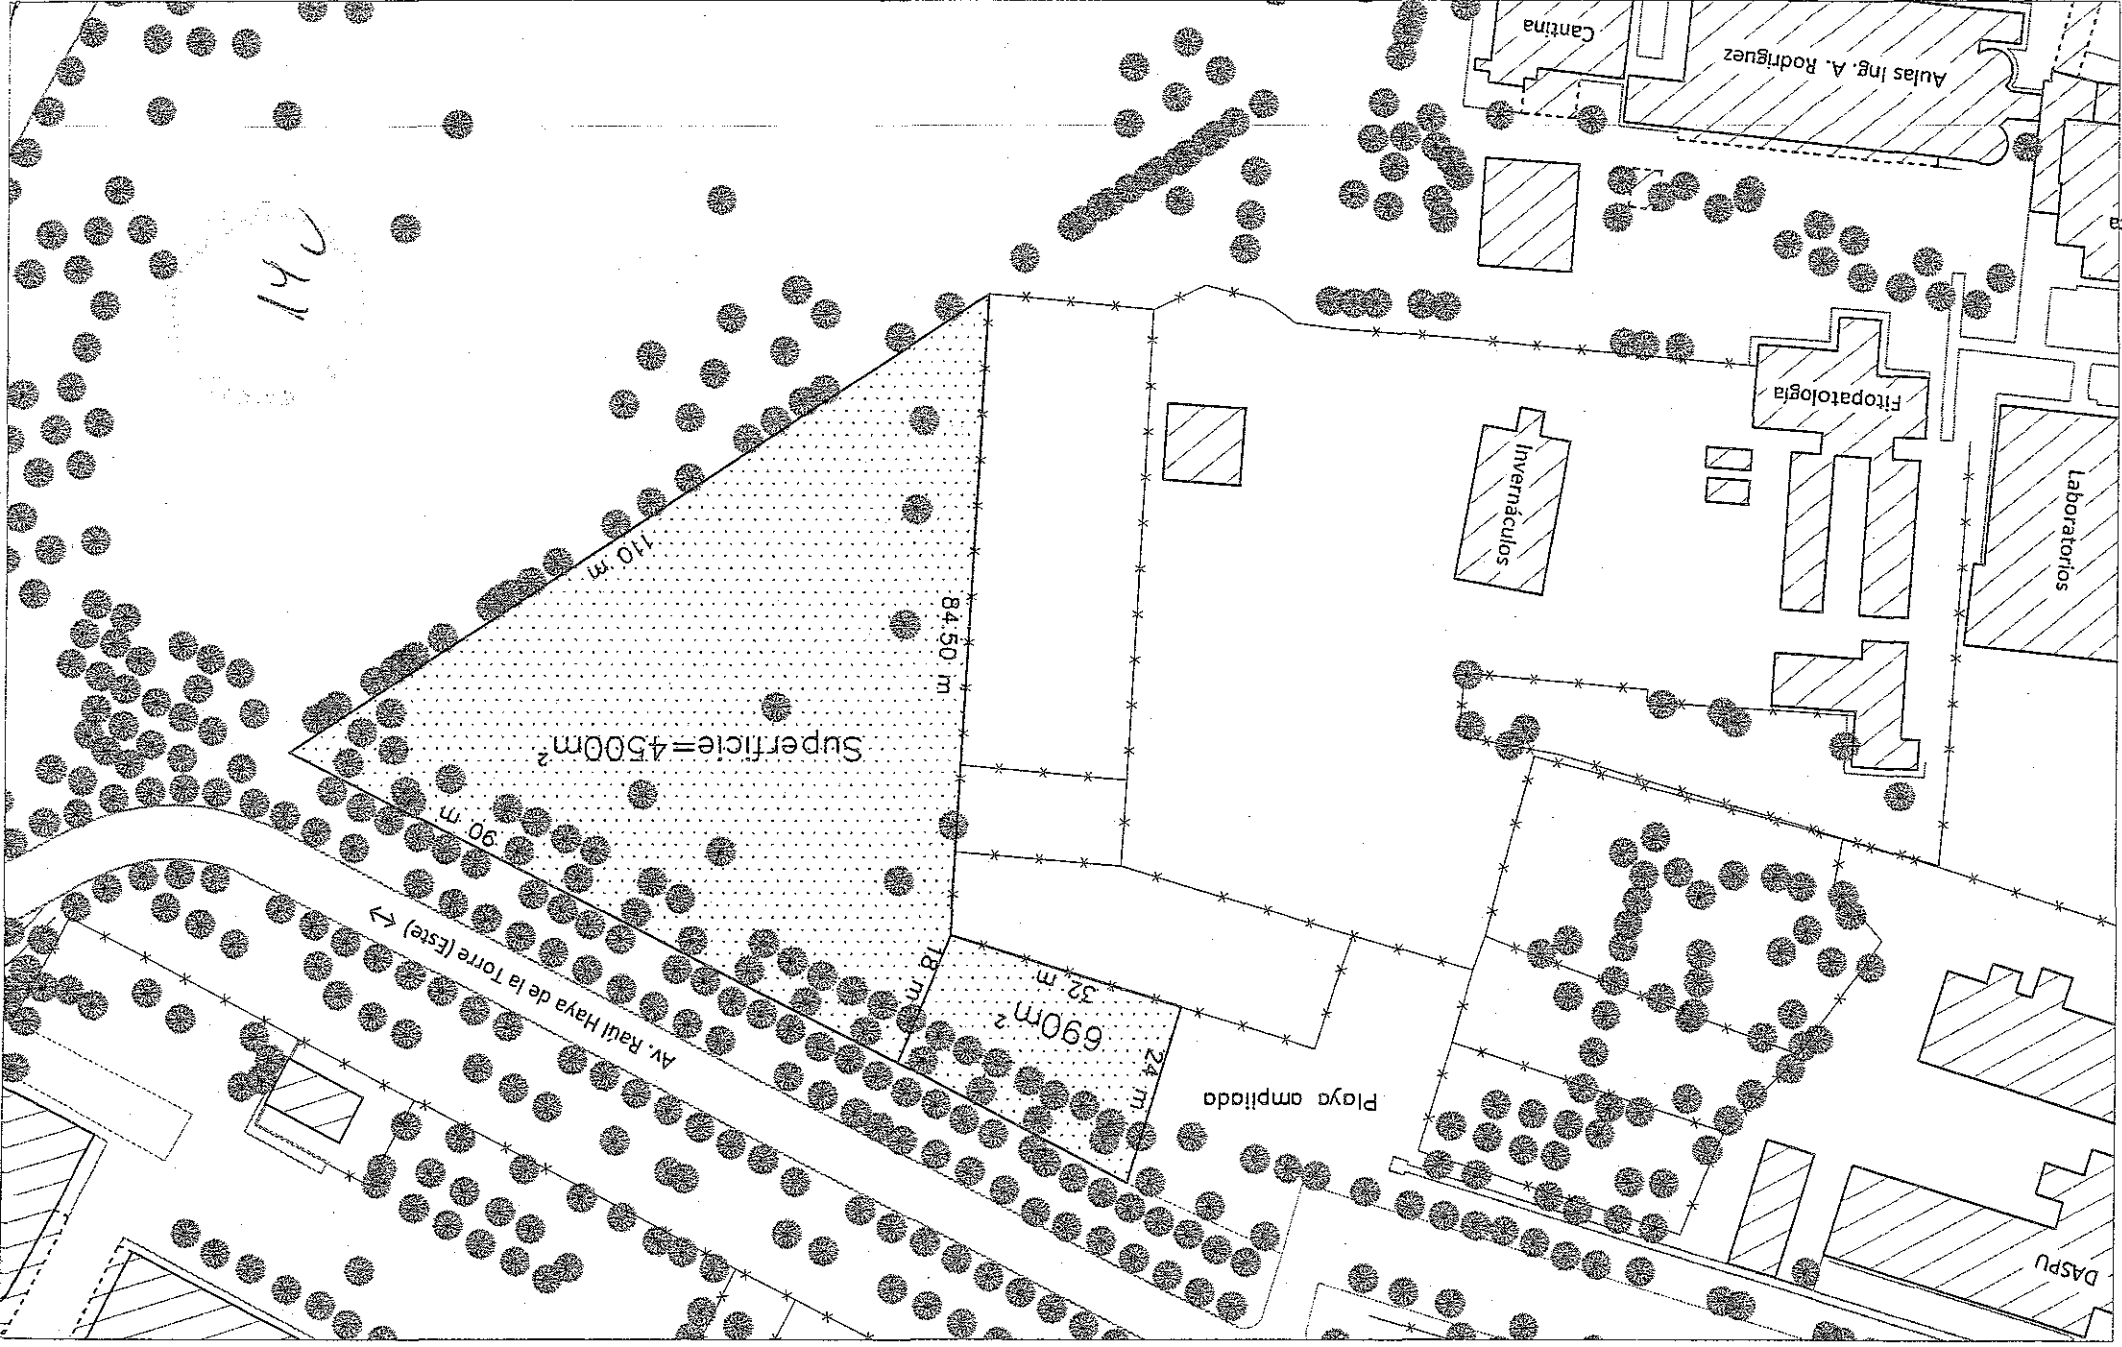 Cantina
Aulas Ing. A. Rodriguez
14
Fitopatología
Laboratorios
Invernáculos
110 m
84.50 m
Superficie=4500m²
90 m
Av. Raúl Haya de la Torre (Este) ↔
18 m
32 m
690m²
24 m
Playa ampliada
DASPU